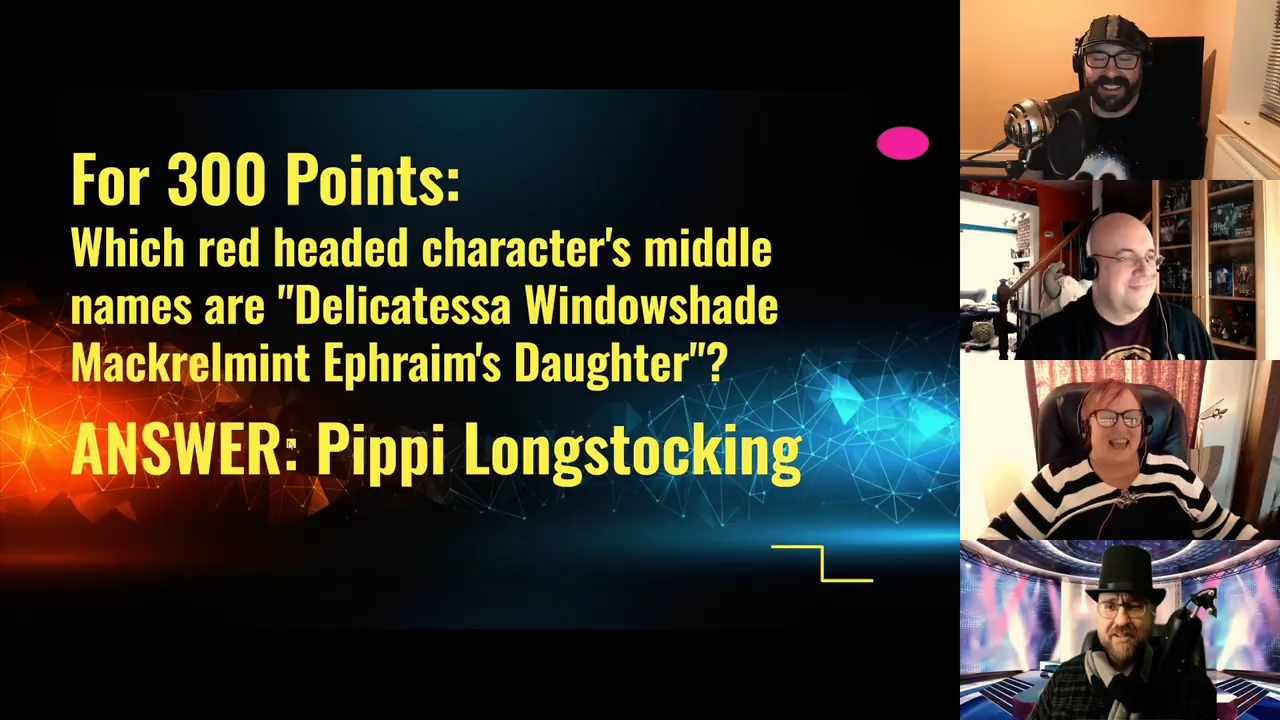 For 300 Points:
Which red headed character's middle
names are "Delicatessa Windowshade
Mackrelmint Ephraim's Daughter"?
ANSWER: Pippi Longstocking